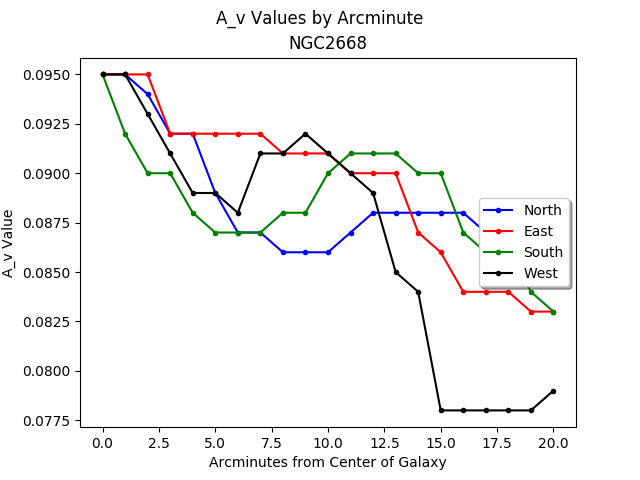 A_v Values by Arcminute
NGC2668
0.0950
0.0925
0.0900
0.0875
0.0850
0.0825
0.0800
0.0775
A_v Value
North
East
South
West
0.0 2.5 5.0 7.5 10.0 12.5 15.0 17.5 20.0
Arcminutes from Center of Galaxy